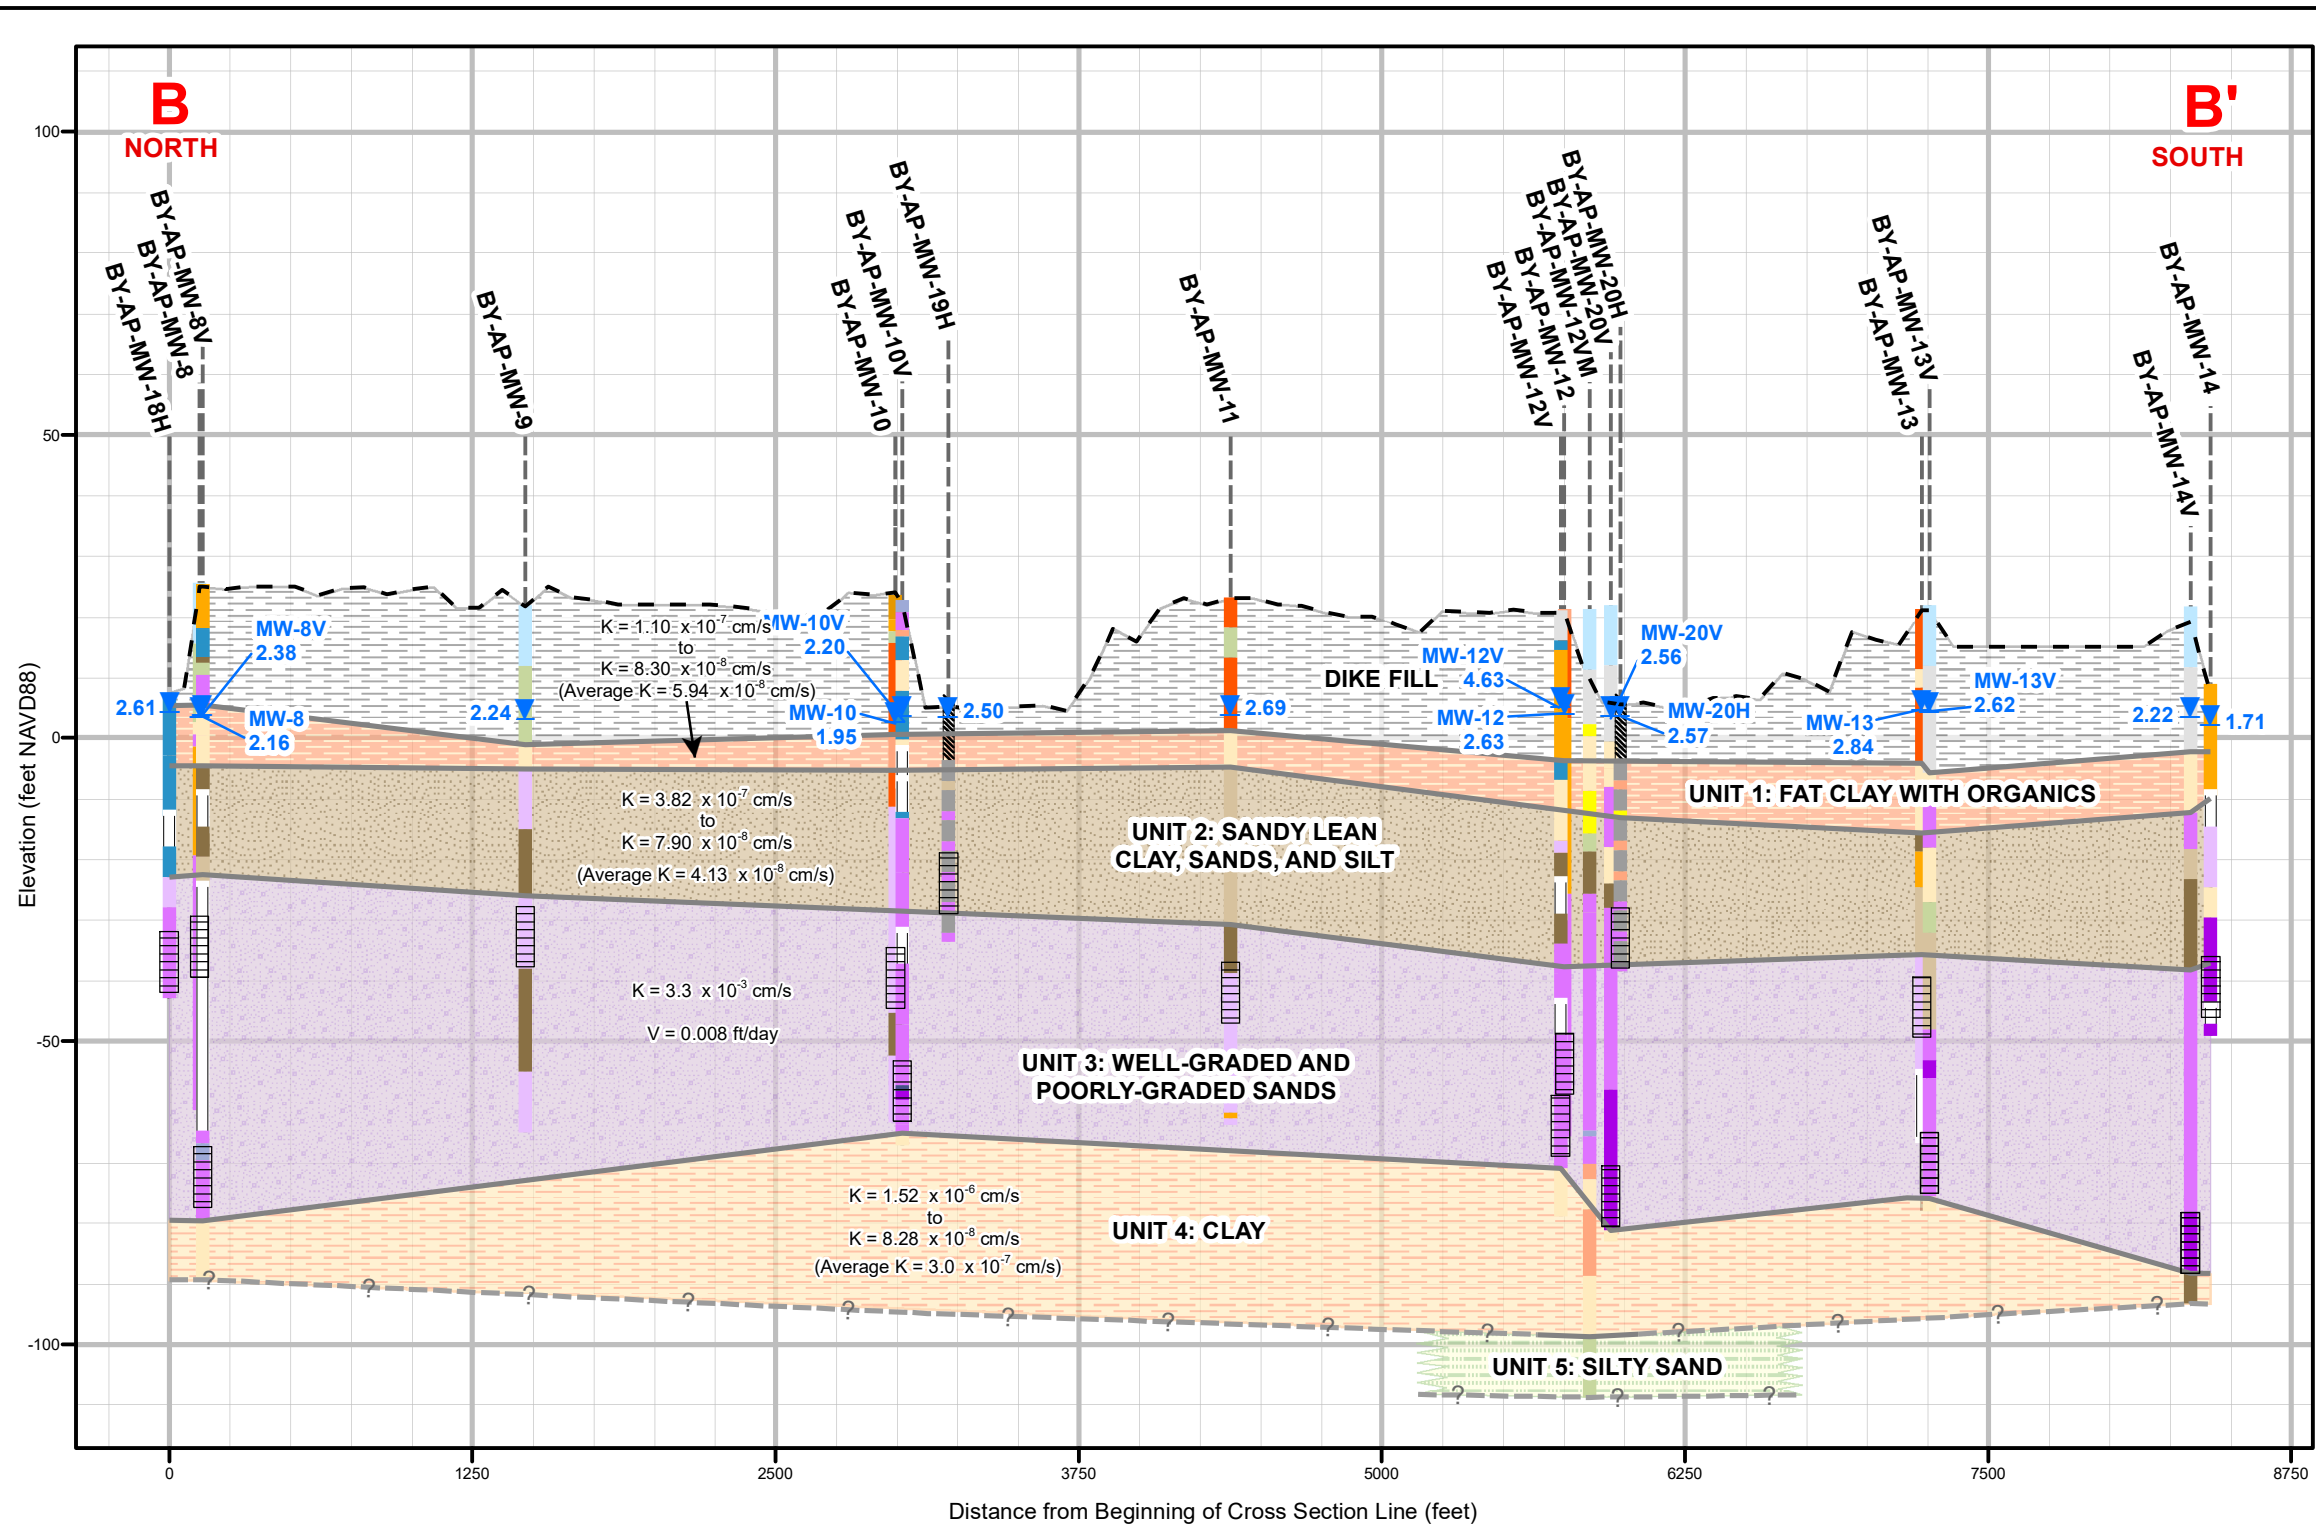 B
NORTH
B'
SOUTH
BY-AP-MW-18H
BY-AP-MW-8
BY-AP-MW-8V
BY-AP-MW-9
BY-AP-MW-10
BY-AP-MW-10V
BY-AP-MW-19H
BY-AP-MW-11
BY-AP-MW-12V
BY-AP-MW-12
BY-AP-MW-12VM
BY-AP-MW-20V
BY-AP-MW-20H
BY-AP-MW-13
BY-AP-MW-13V
BY-AP-MW-14V
BY-AP-MW-14
100
50
0
-50
-100
Elevation (feet NAVD88)
2.61
MW-8V
2.38
MW-8
2.16
2.24
K = 1.10 x 10-7 cm/s
to
K = 8.30 x 10-8 cm/s
(Average K = 5.94 x 10-8 cm/s)
MW-10V
2.20
MW-10
1.95
2.50
2.69
DIKE FILL
MW-12V
4.63
MW-12
2.63
MW-20V
2.56
MW-20H
2.57
MW-13
2.84
MW-13V
2.62
2.22
1.71
UNIT 1: FAT CLAY WITH ORGANICS
K = 3.82 x 10-7 cm/s
to
K = 7.90 x 10-8 cm/s
(Average K = 4.13 x 10-8 cm/s)
UNIT 2: SANDY LEAN
CLAY, SANDS, AND SILT
K = 3.3 x 10-3 cm/s
V = 0.008 ft/day
UNIT 3: WELL-GRADED AND
POORLY-GRADED SANDS
K = 1.52 x 10-6 cm/s
to
K = 8.28 x 10-8 cm/s
(Average K = 3.0 x 10-7 cm/s)
UNIT 4: CLAY
? ? ? ? ? ? ? ? ? ? ? ? ?
UNIT 5: SILTY SAND
? ? ?
0 1250 2500 3750 5000 6250 7500 8750
Distance from Beginning of Cross Section Line (feet)